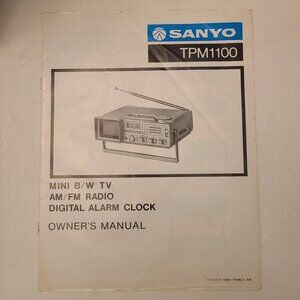 SANYO
TPM1100
MINI B/W TV
AM/FM RADIO
DIGITAL ALARM CLOCK
OWNER'S MANUAL